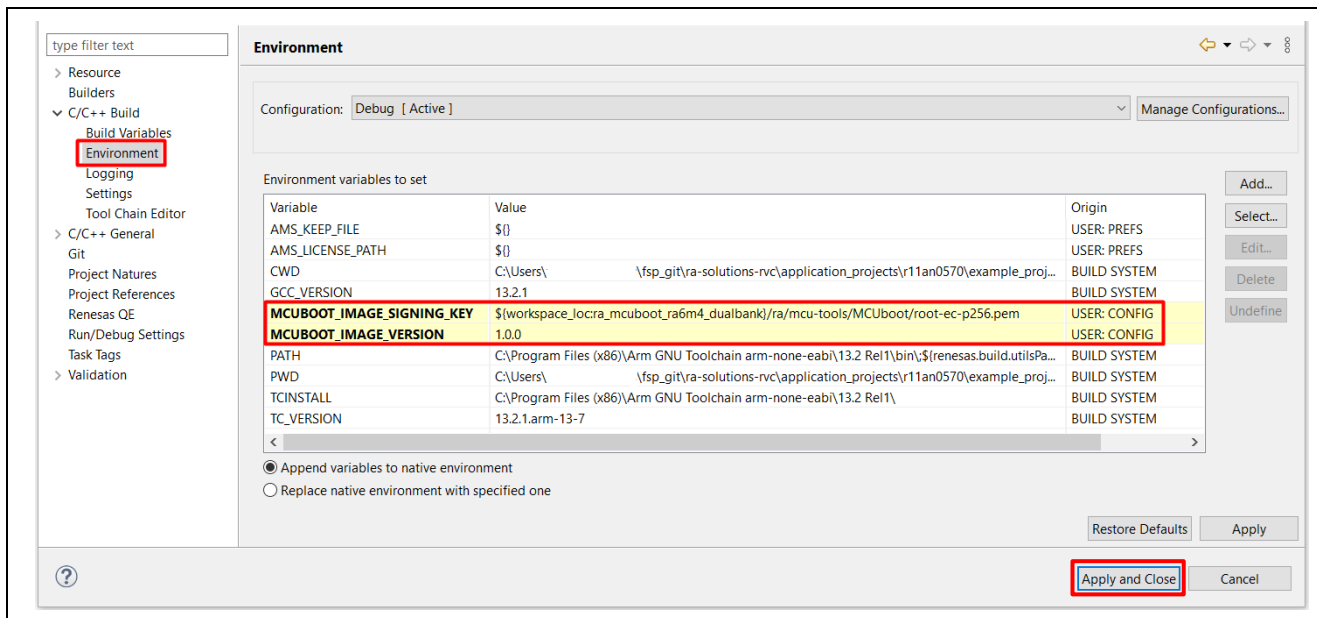 type filter text
Environment
Resource
Builders
C/C++ Build
Build Variables
Environment
Logging
Settings
Tool Chain Editor
C/C++ General
Git
Project Natures
Project References
Renesas QE
Run/Debug Settings
Task Tags
Validation
Configuration: Debug [ Active ] Manage Configurations...
Environment variables to set
Variable Value Origin
AMS_KEEP_FILE ${} USER: PREFS
AMS_LICENSE_PATH ${} USER: PREFS
CWD C:\Users\ \fsp_git\ra-solutions-rvc\application_projects\r11an0570\example_proj... BUILD SYSTEM
GCC_VERSION 13.2.1 BUILD SYSTEM
MCUBOOT_IMAGE_SIGNING_KEY ${workspace_loc:ra_mcuboot_ra6m4_dualbank}/ra/mcu-tools/MCUboot/root-ec-p256.pem USER: CONFIG
MCUBOOT_IMAGE_VERSION 1.0.0 USER: CONFIG
PATH C:\Program Files (x86)\Arm GNU Toolchain arm-none-eabi\13.2 Rel1\bin\;${renesas.build.utilsPa... BUILD SYSTEM
PWD C:\Users\ \fsp_git\ra-solutions-rvc\application_projects\r11an0570\example_proj... BUILD SYSTEM
TCINSTALL C:\Program Files (x86)\Arm GNU Toolchain arm-none-eabi\13.2 Rel1\ BUILD SYSTEM
TC_VERSION 13.2.1.arm-13-7 BUILD SYSTEM
Add...
Select...
Edit...
Delete
Undefine
Append variables to native environment
Replace native environment with specified one
Restore Defaults Apply
Apply and Close Cancel